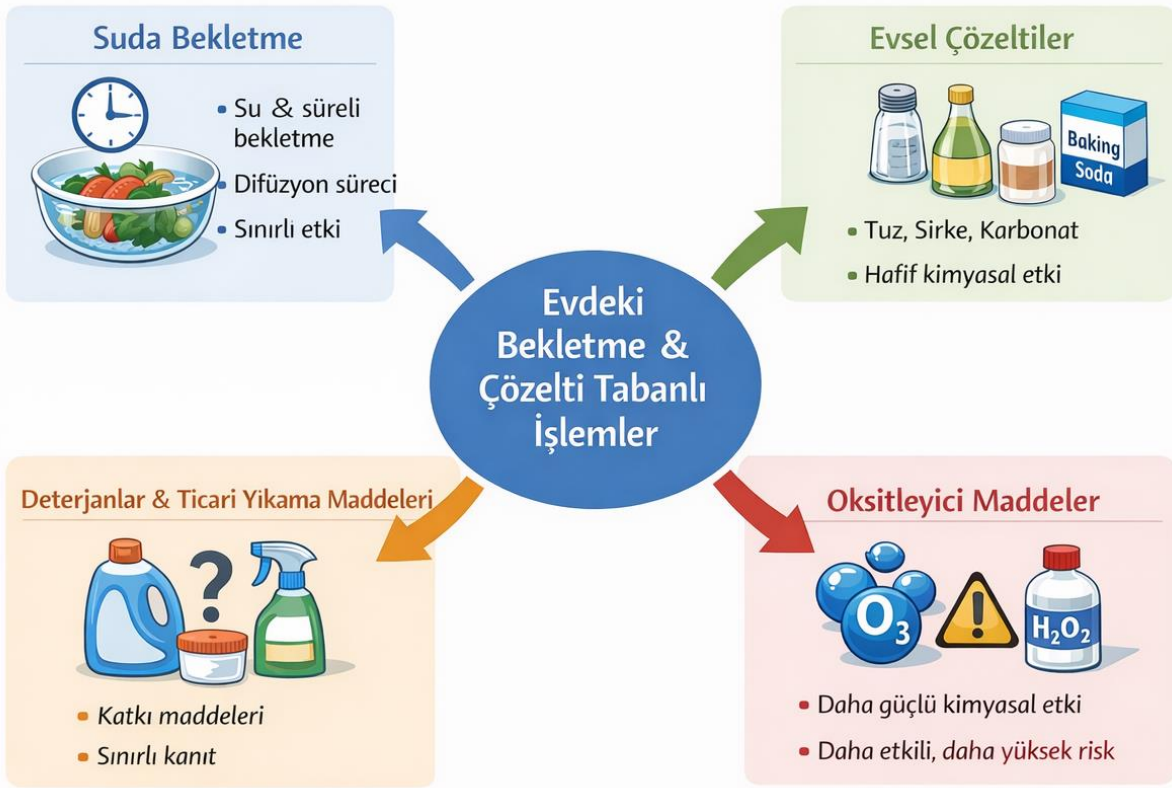 Suda Bekletme
• Su & süreli
bekletme
• Difüzyon süreci
• Sınırlı etki
Evsel Çözeltiler
Baking
Soda
• Tuz, Sirke, Karbonat
• Hafif kimyasal etki
Evdeki
Bekletme &
Çözelti Tabanlı
İşlemler
Deterjanlar & Ticari Yıkama Maddeleri
?
• Katkı maddeleri
• Sınırlı kanıt
Oksitleyici Maddeler
O₃
!
H₂O₂
• Daha güçlü kimyasal etki
• Daha etkili, daha yüksek risk